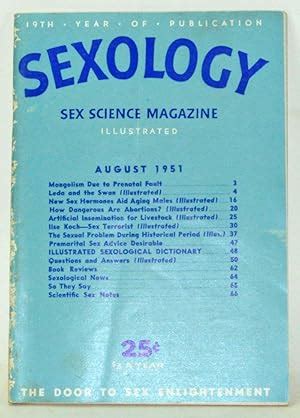 19TH • YEAR • OF • PUBLICATION
SEXOLOGY
SEX SCIENCE MAGAZINE
ILLUSTRATED
AUGUST 1951
Mongolism Due to Prenatal Fault 3
Leda and the Swan (Illustrated) 4
New Sex Hormones Aid Aging Males (Illustrated) 16
How Dangerous Are Abortions? (Illustrated) 20
Artificial Insemination for Livestock (Illustrated) 25
Ilse Koch—Sex Terrorist (Illustrated) 30
The Sexual Problem During Historical Period (Illus.) 37
Premarital Sex Advice Desirable 47
ILLUSTRATED SEXOLOGICAL DICTIONARY 48
Questions and Answers (Illustrated) 50
Book Reviews 62
Sexological News 64
So They Say 65
Scientific Sex Notes 66
25¢
YEAR
THE DOOR TO SEX ENLIGHTENMENT